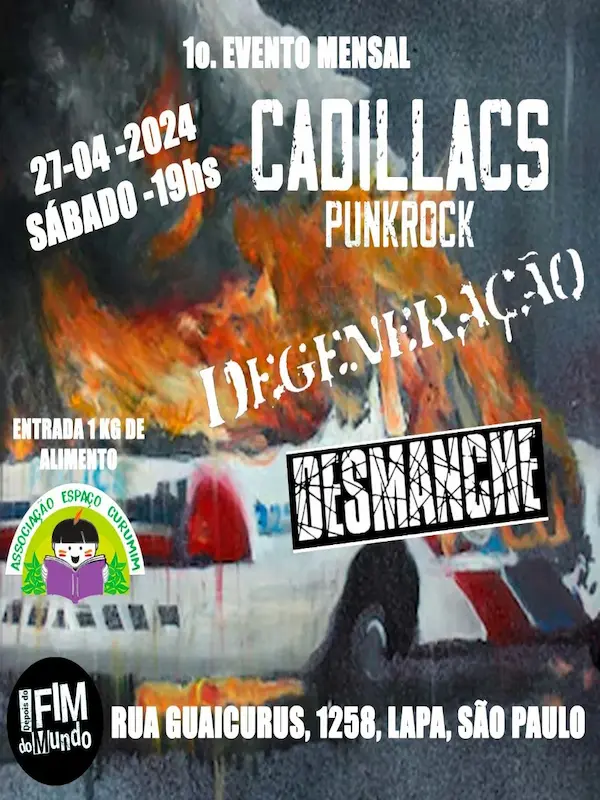 1o. EVENTO MENSAL
27-04 -2024
SÁBADO -19hs
CADILLACS
PUNKROCK
DEGENERAÇÃO
DESMANCHE
ENTRADA 1 KG DE
ALIMENTO
ASSOCIAÇÃO ESPAÇO CURUMIM
Depois do
FIM
do Mundo
RUA GUAICURUS, 1258, LAPA, SÃO PAULO